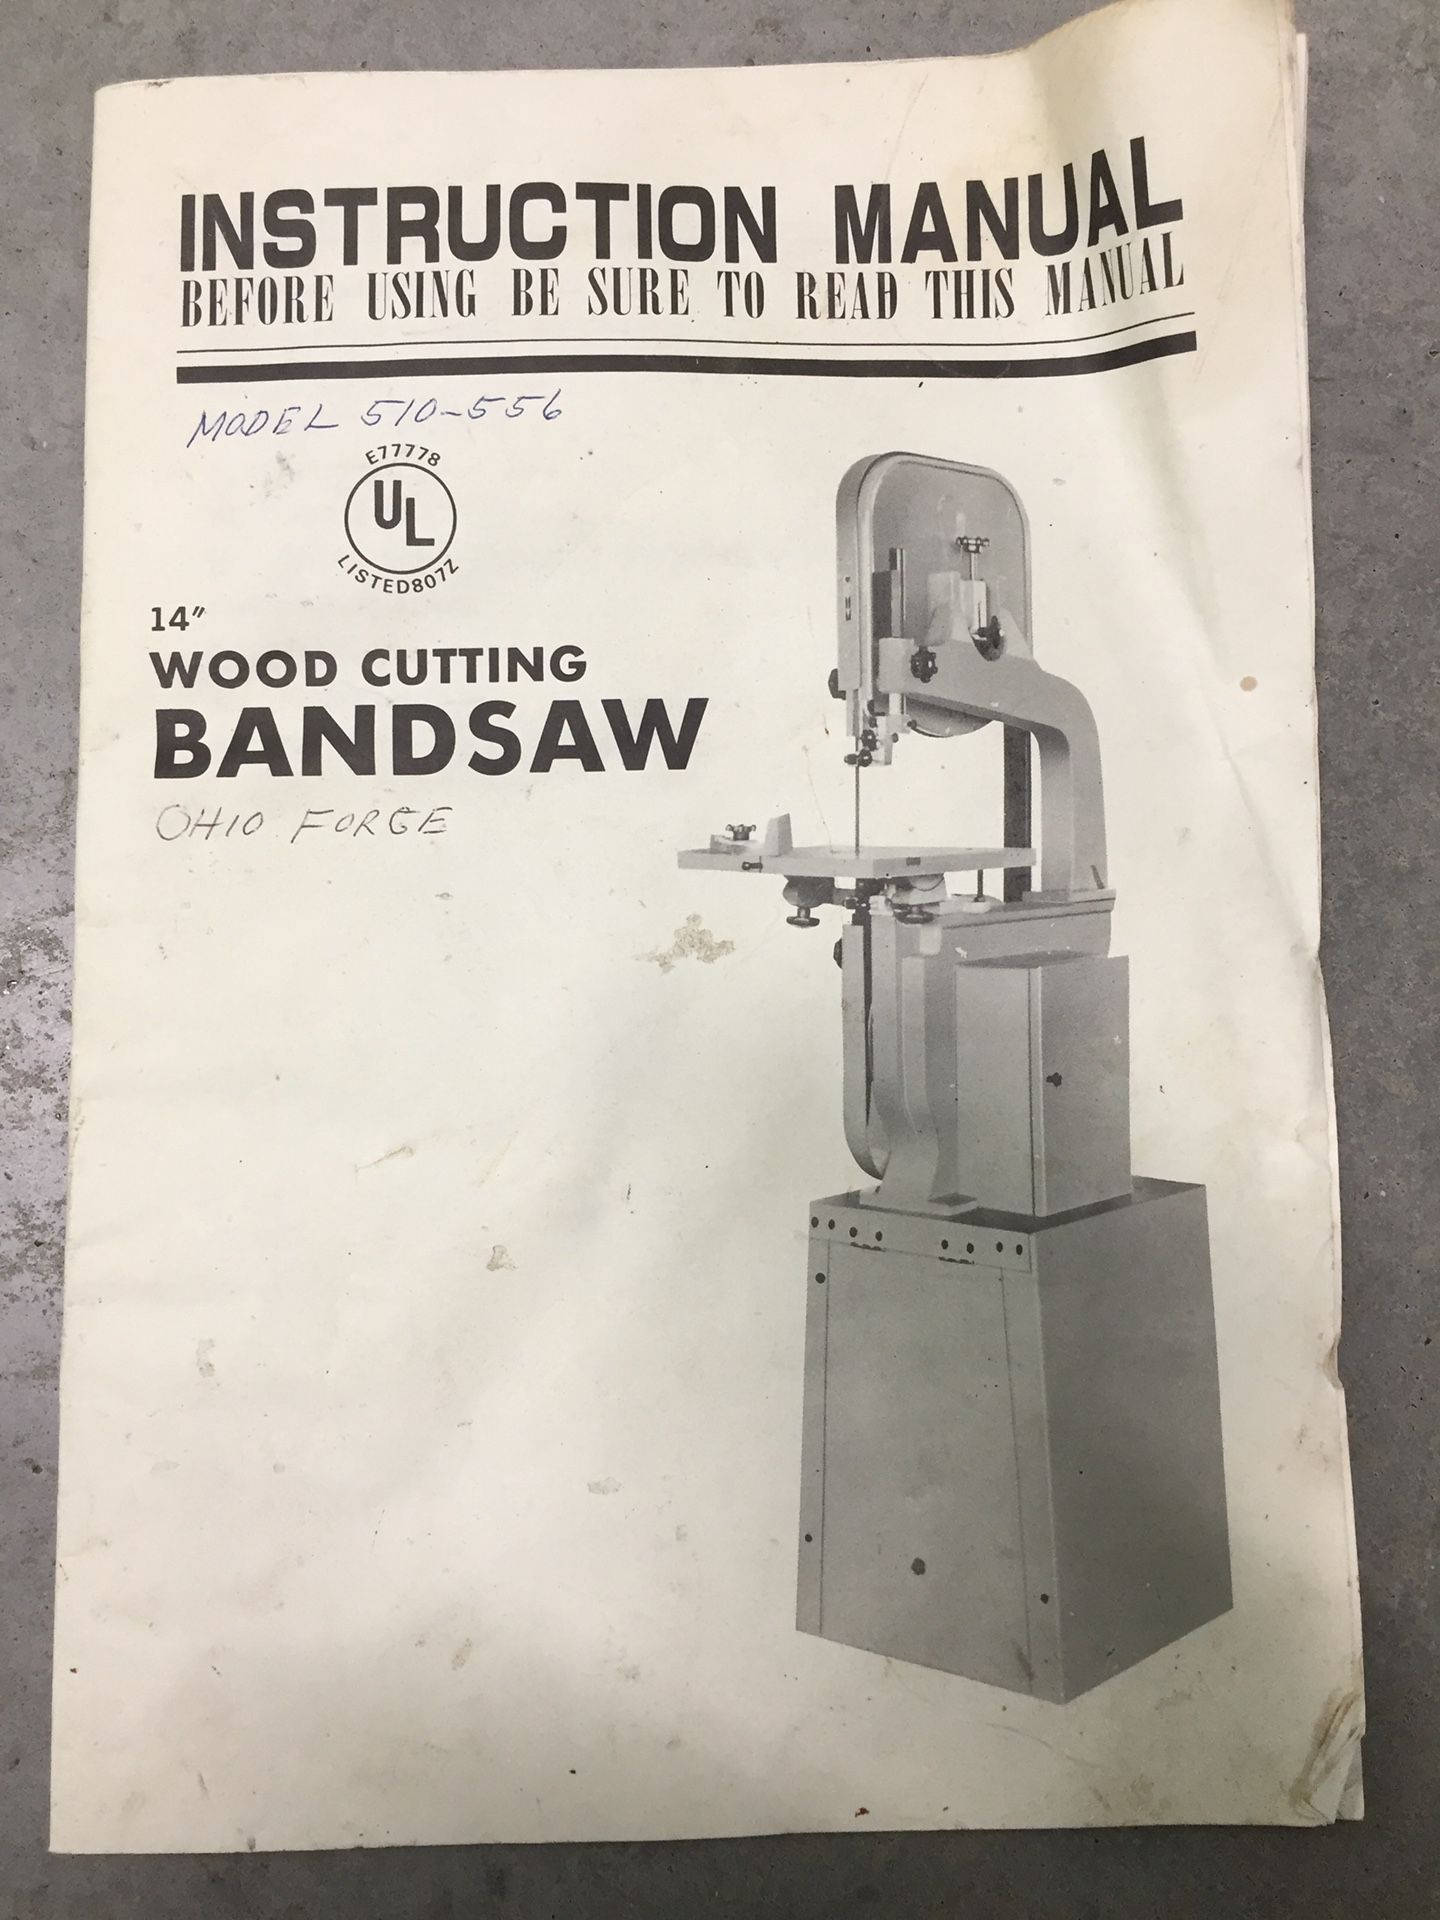 INSTRUCTION MANUAL
BEFORE USING BE SURE TO READ THIS MANUAL
MODEL 510-556
E77778
UL
LISTED807Z
14"
WOOD CUTTING
BANDSAW
OHIO FORGE